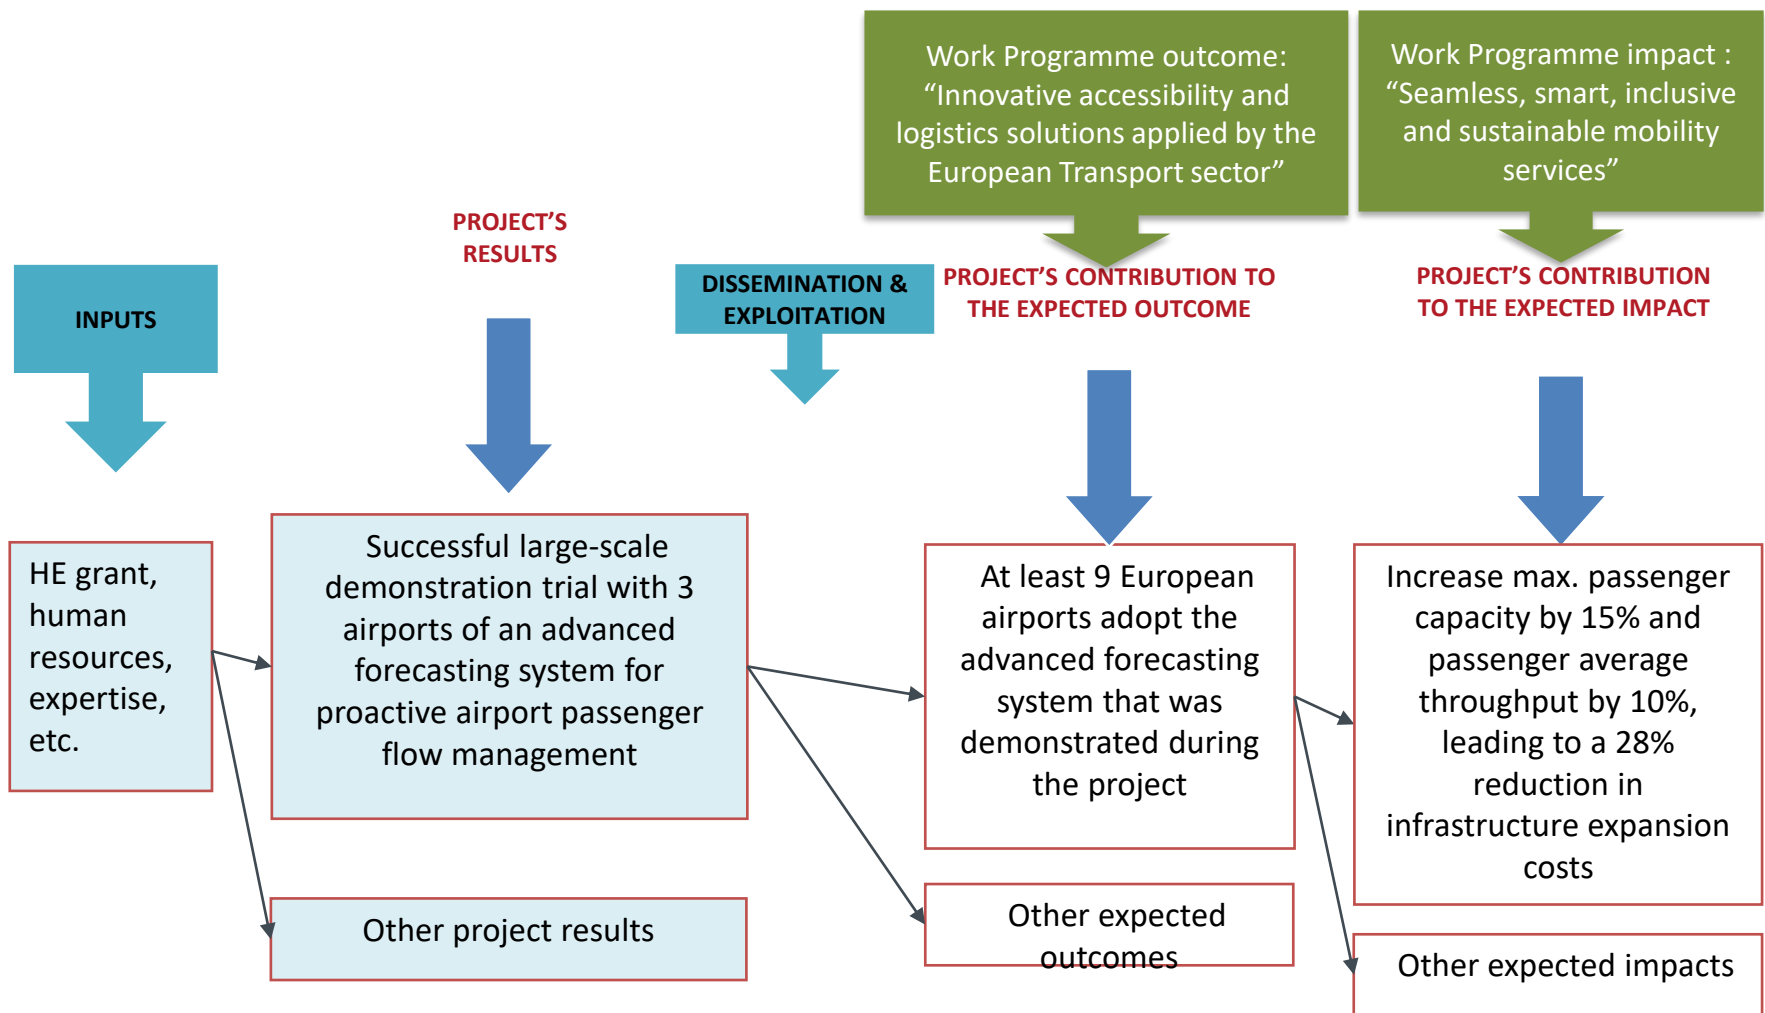 Work Programme outcome:
“Innovative accessibility and
logistics solutions applied by the
European Transport sector”
Work Programme impact :
“Seamless, smart, inclusive
and sustainable mobility
services”
PROJECT’S
RESULTS
INPUTS
DISSEMINATION &
EXPLOITATION
PROJECT’S CONTRIBUTION TO
THE EXPECTED OUTCOME
PROJECT’S CONTRIBUTION
TO THE EXPECTED IMPACT
HE grant,
human
resources,
expertise,
etc.
Successful large-scale
demonstration trial with 3
airports of an advanced
forecasting system for
proactive airport passenger
flow management
At least 9 European
airports adopt the
advanced forecasting
system that was
demonstrated during
the project
Increase max. passenger
capacity by 15% and
passenger average
throughput by 10%,
leading to a 28%
reduction in
infrastructure expansion
costs
Other project results
Other expected
outcomes
Other expected impacts